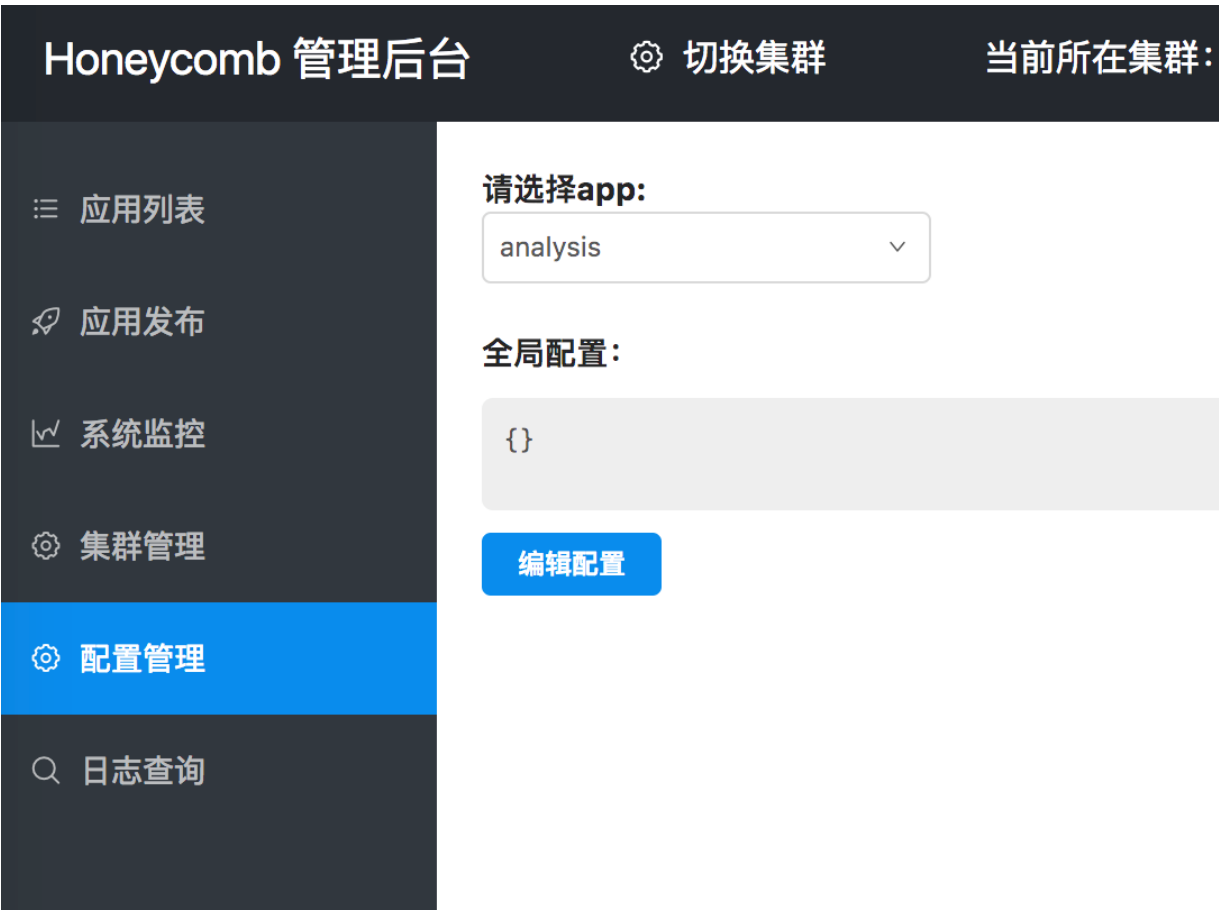 Honeycomb 管理后台
切换集群
当前所在集群：
应用列表
应用发布
系统监控
集群管理
配置管理
日志查询
请选择app:
analysis
全局配置：
{}
编辑配置